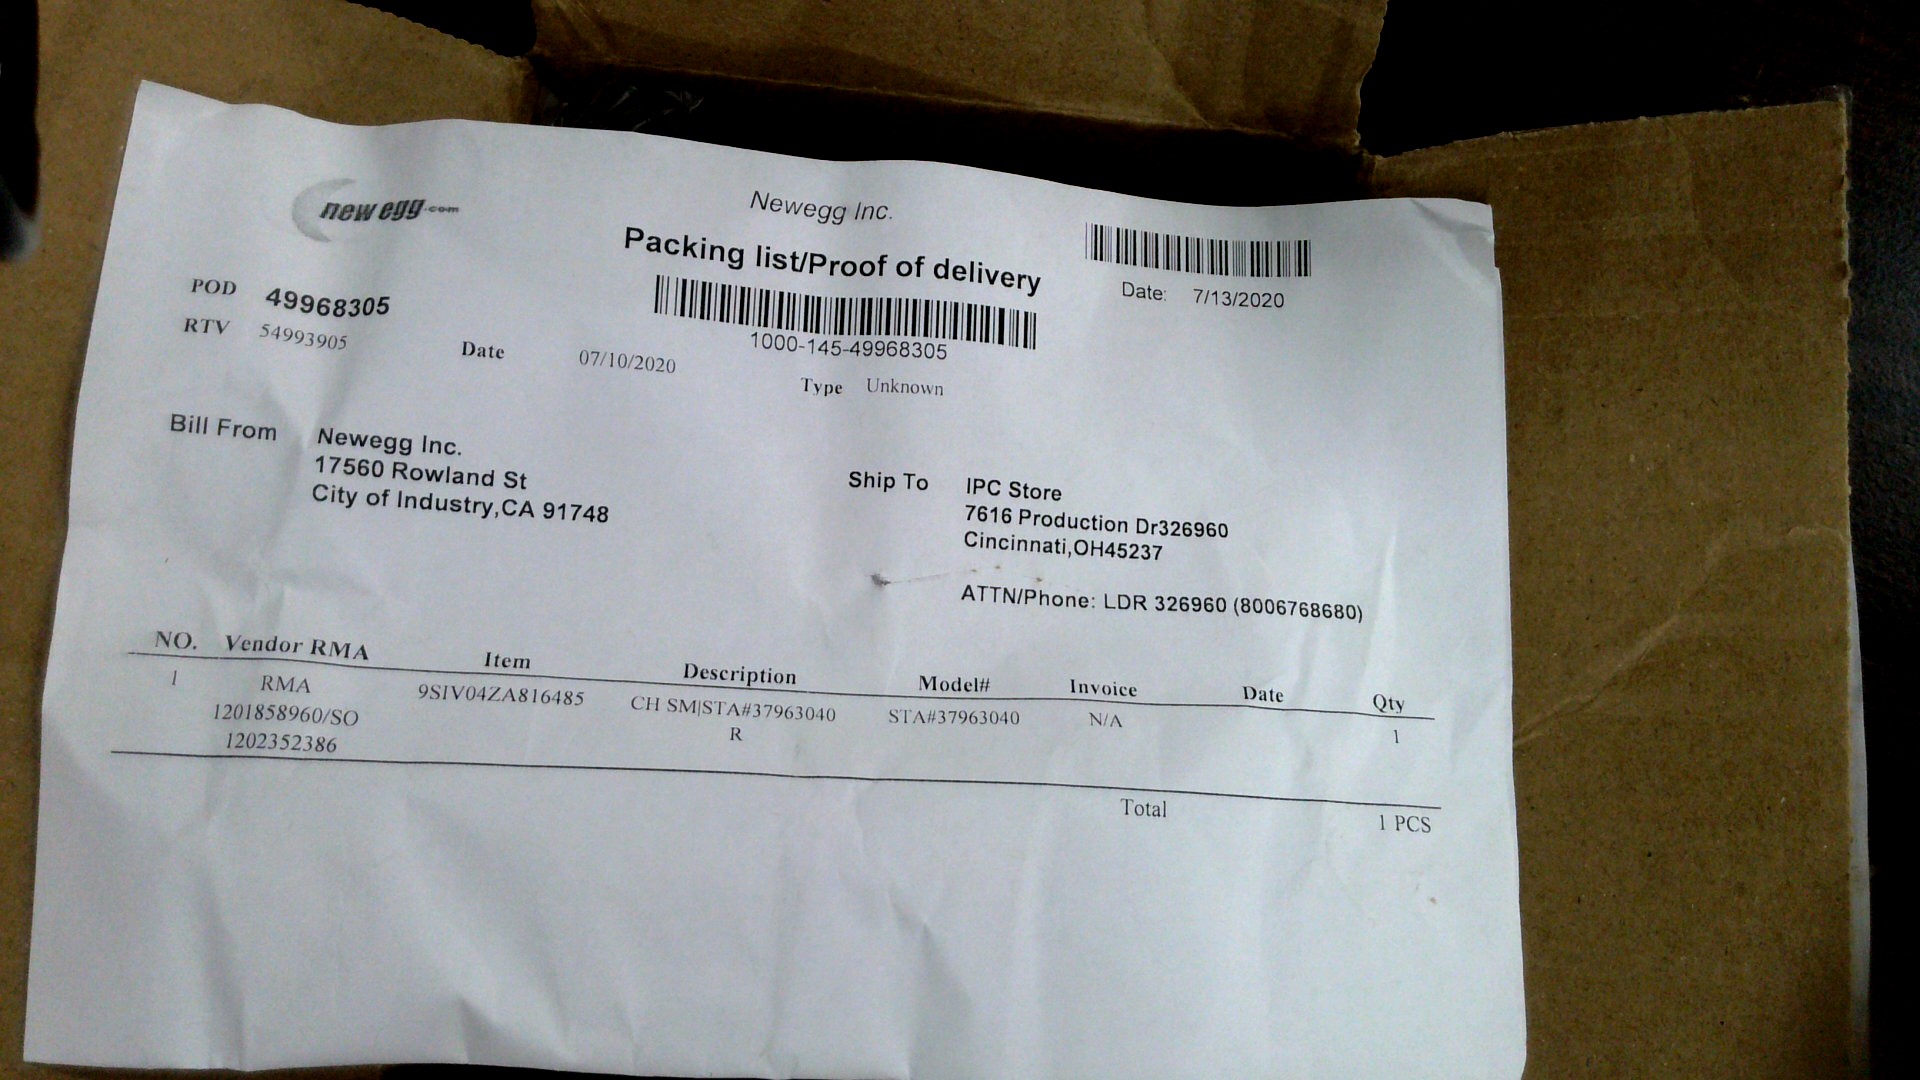 newegg.com
Newegg Inc.
Packing list/Proof of delivery
Date: 7/13/2020
POD 49968305
1000-145-49968305
RTV 54993905
Date 07/10/2020
Type Unknown
Bill From Newegg Inc.
17560 Rowland St
City of Industry,CA 91748
Ship To IPC Store
7616 Production Dr326960
Cincinnati,OH45237
ATTN/Phone: LDR 326960 (8006768680)
NO. Vendor RMA Item Description Model# Invoice Date Qty
1 RMA 9SIV04ZA816485 CH SM|STA#37963040 STA#37963040 N/A 1
1201858960/SO R
1202352386
Total 1 PCS